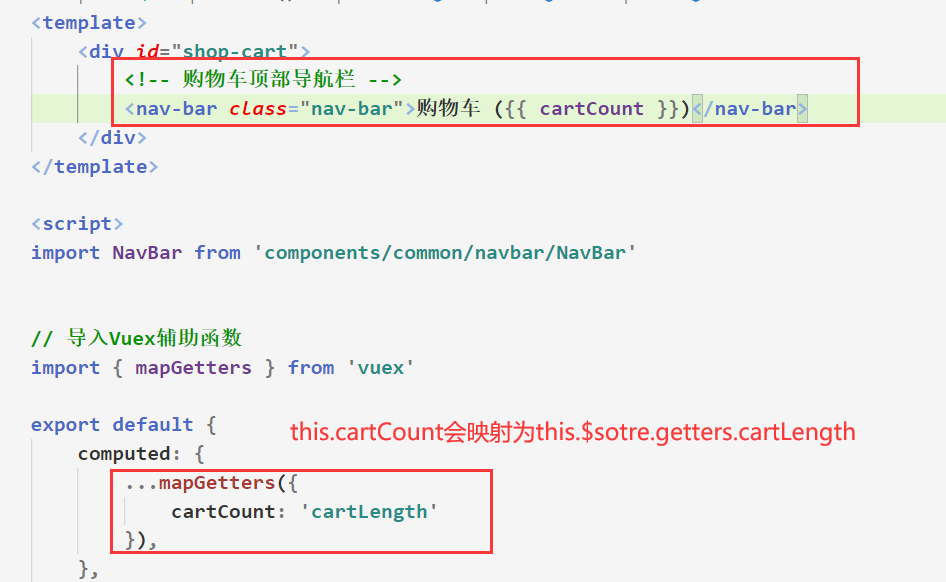 <template>
<div id="shop-cart">
<!-- 购物车顶部导航栏 -->
<nav-bar class="nav-bar">购物车 ({{ cartCount }})</nav-bar>
</div>
</template>
<script>
import NavBar from 'components/common/navbar/NavBar'
// 导入Vuex辅助函数
import { mapGetters } from 'vuex'
export default {
this.cartCount会映射为this.$sotre.getters.cartLength
computed: {
...mapGetters({
cartCount: 'cartLength'
}),
},